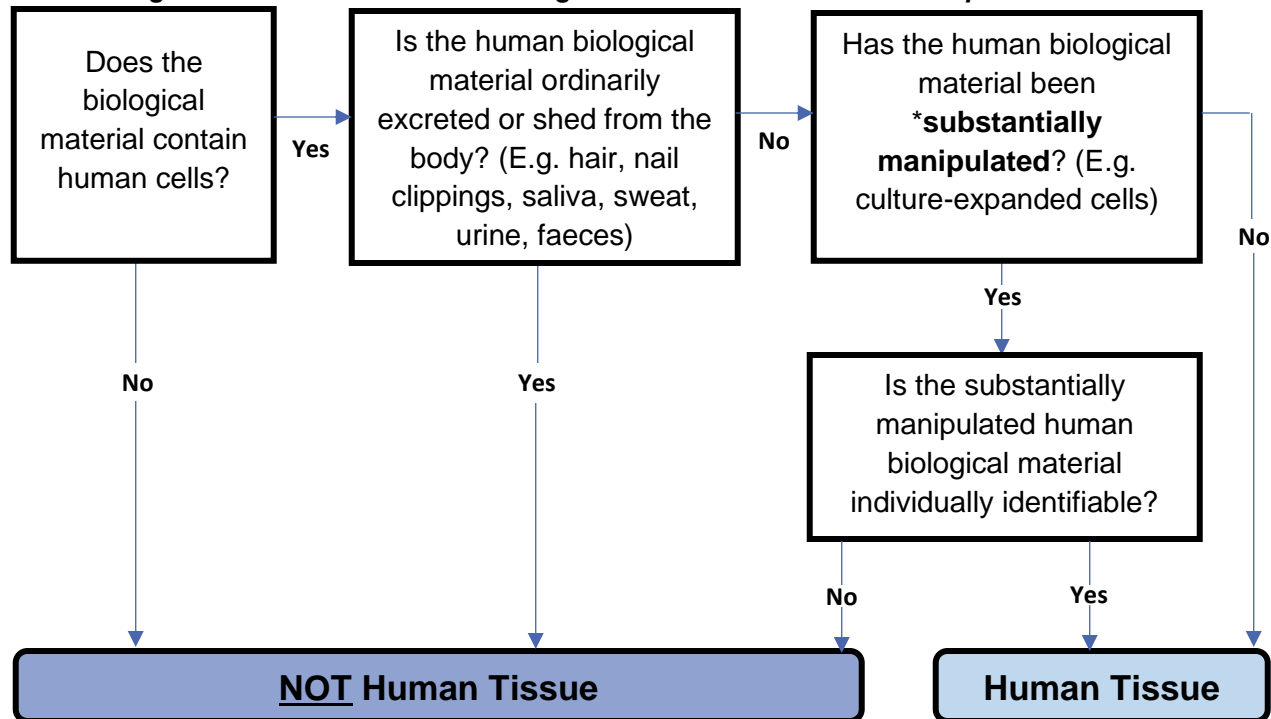 Does the
biological
material contain
human cells?
Yes
Is the human biological
material ordinarily
excreted or shed from the
body? (E.g. hair, nail
clippings, saliva, sweat,
urine, faeces)
No
Has the human biological
material been
*substantially
manipulated? (E.g.
culture-expanded cells)
No
Yes
No
Yes
Is the substantially
manipulated human
biological material
individually identifiable?
No
Yes
NOT Human Tissue
Human Tissue